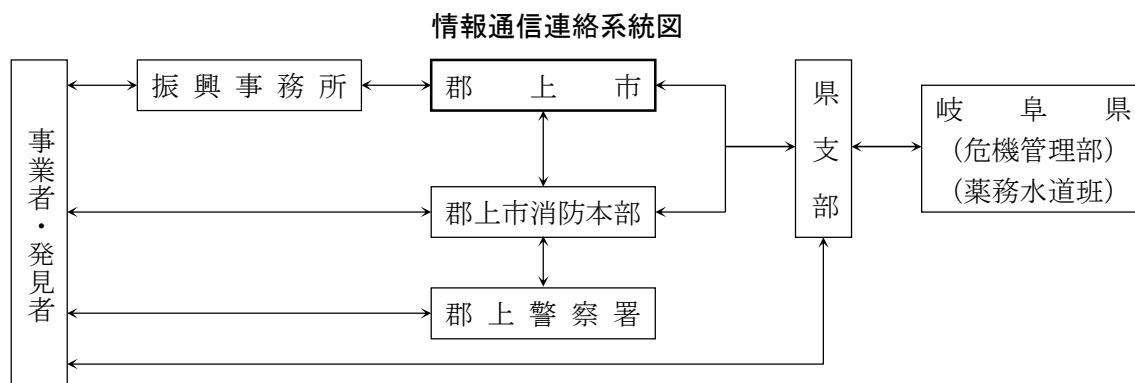 情報通信連絡系統図
事業者・発見者
振興事務所
郡上市
郡上市消防本部
郡上警察署
県支部
岐阜県
(危機管理部)
(薬務水道班)